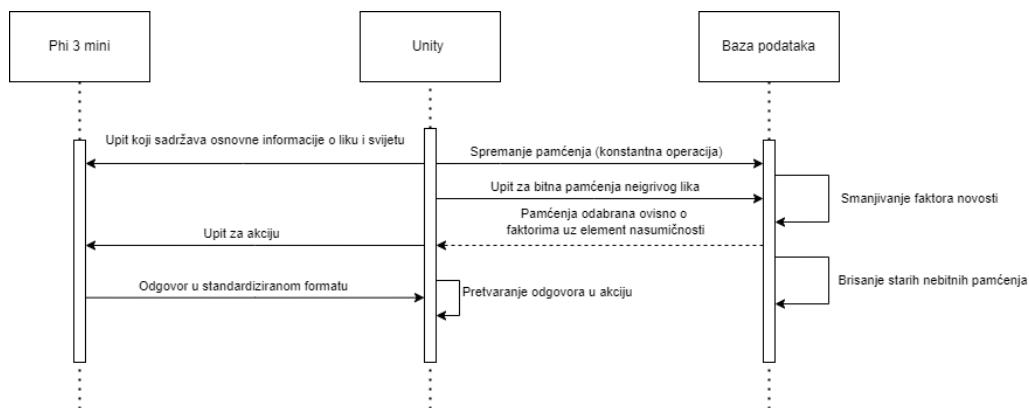 Phi 3 mini
Unity
Baza podataka
Upit koji sadržava osnovne informacije o liku i svijetu
Spremanje pamćenja (konstantna operacija)
Upit za bitna pamćenja neigrivog lika
Smanjivanje faktora novosti
Pamćenja odabrana ovisno o
faktorima uz element nasumičnosti
Upit za akciju
Brisanje starih nebitnih pamćenja
Odgovor u standardiziranom formatu
Pretvaranje odgovora u akciju